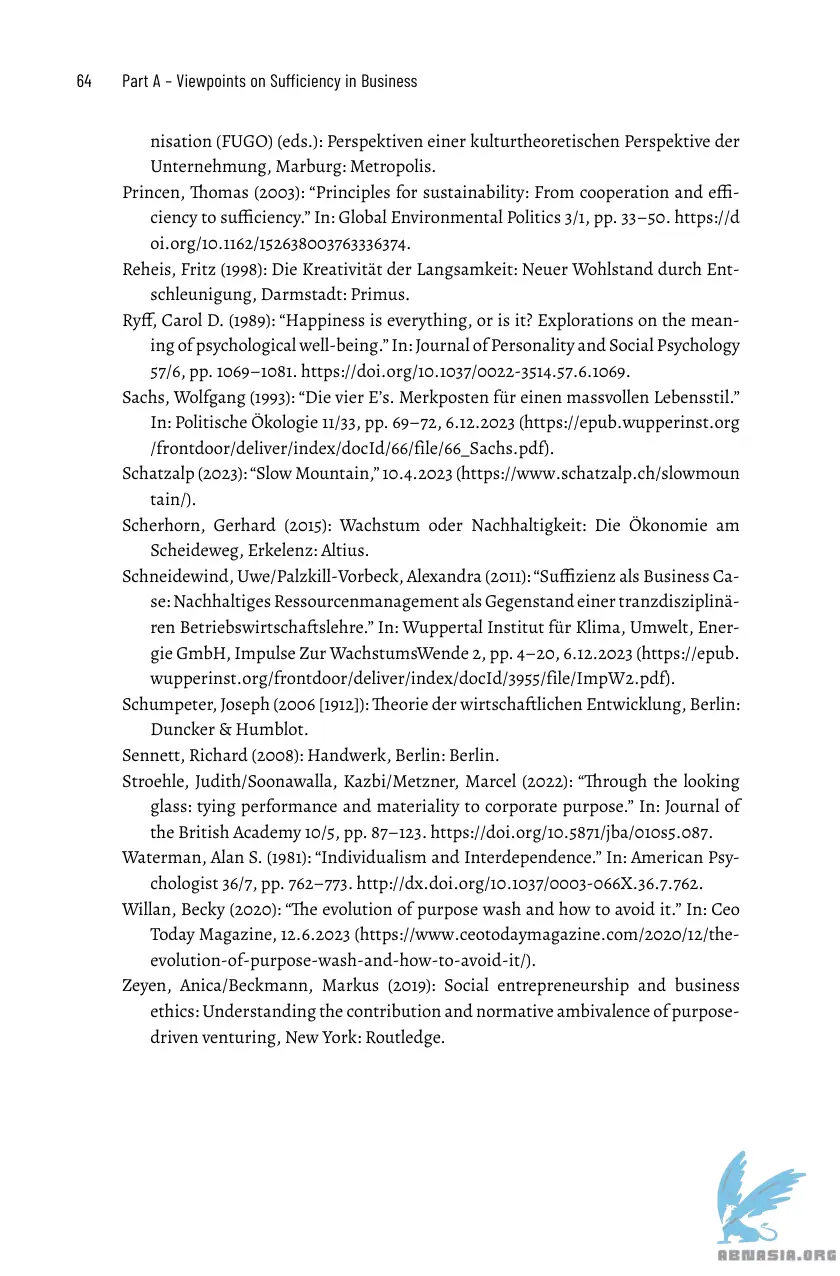 64 Part A – Viewpoints on Sufficiency in Business
nisation (FUGO) (eds.): Perspektiven einer kulturtheoretischen Perspektive der
Unternehmung, Marburg: Metropolis.
Princen, Thomas (2003): “Principles for sustainability: From cooperation and effi-
ciency to sufficiency.” In: Global Environmental Politics 3/1, pp. 33–50. https://d
oi.org/10.1162/152638003763336374.
Reheis, Fritz (1998): Die Kreativität der Langsamkeit: Neuer Wohlstand durch Ent-
schleunigung, Darmstadt: Primus.
Ryff, Carol D. (1989): “Happiness is everything, or is it? Explorations on the mean-
ing of psychological well-being.” In: Journal of Personality and Social Psychology
57/6, pp. 1069–1081. https://doi.org/10.1037/0022-3514.57.6.1069.
Sachs, Wolfgang (1993): “Die vier E’s. Merkposten für einen massvollen Lebensstil.”
In: Politische Ökologie 11/33, pp. 69–72, 6.12.2023 (https://epub.wupperinst.org
/frontdoor/deliver/index/docId/66/file/66_Sachs.pdf).
Schatzalp (2023): “Slow Mountain,” 10.4.2023 (https://www.schatzalp.ch/slowmoun
tain/).
Scherhorn, Gerhard (2015): Wachstum oder Nachhaltigkeit: Die Ökonomie am
Scheideweg, Erkelenz: Altius.
Schneidewind, Uwe/Palzkill-Vorbeck, Alexandra (2011): “Suffizienz als Business Ca-
se: Nachhaltiges Ressourcenmanagement als Gegenstand einer tranzdisziplinä-
ren Betriebswirtschaftslehre.” In: Wuppertal Institut für Klima, Umwelt, Ener-
gie GmbH, Impulse Zur WachstumsWende 2, pp. 4–20, 6.12.2023 (https://epub.
wupperinst.org/frontdoor/deliver/index/docId/3955/file/ImpW2.pdf).
Schumpeter, Joseph (2006 [1912]): Theorie der wirtschaftlichen Entwicklung, Berlin:
Duncker & Humblot.
Sennett, Richard (2008): Handwerk, Berlin: Berlin.
Stroehle, Judith/Soonawalla, Kazbi/Metzner, Marcel (2022): “Through the looking
glass: tying performance and materiality to corporate purpose.” In: Journal of
the British Academy 10/5, pp. 87–123. https://doi.org/10.5871/jba/010s5.087.
Waterman, Alan S. (1981): “Individualism and Interdependence.” In: American Psy-
chologist 36/7, pp. 762–773. http://dx.doi.org/10.1037/0003-066X.36.7.762.
Willan, Becky (2020): “The evolution of purpose wash and how to avoid it.” In: Ceo
Today Magazine, 12.6.2023 (https://www.ceotodaymagazine.com/2020/12/the-
evolution-of-purpose-wash-and-how-to-avoid-it/).
Zeyen, Anica/Beckmann, Markus (2019): Social entrepreneurship and business
ethics: Understanding the contribution and normative ambivalence of purpose-
driven venturing, New York: Routledge.
ABNASIA.ORG